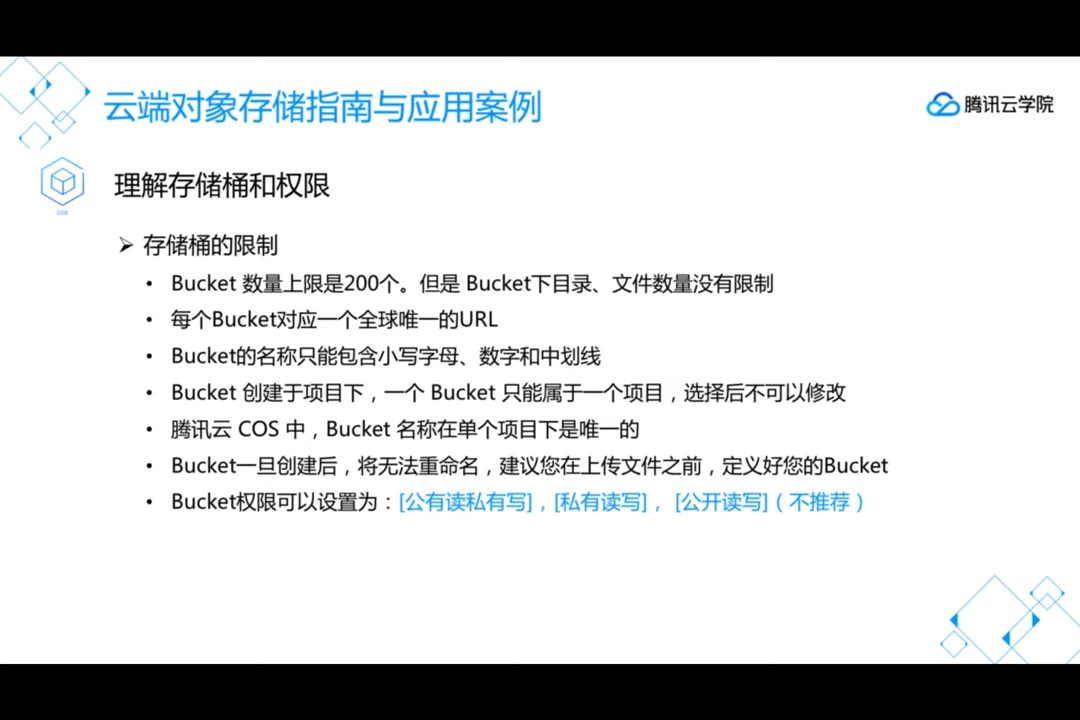 云端对象存储指南与应用案例
腾讯云学院
COS
理解存储桶和权限
➢ 存储桶的限制
• Bucket 数量上限是200个。但是 Bucket下目录、文件数量没有限制
• 每个Bucket对应一个全球唯一的URL
• Bucket的名称只能包含小写字母、数字和中划线
• Bucket 创建于项目下，一个 Bucket 只能属于一个项目，选择后不可以修改
• 腾讯云 COS 中，Bucket 名称在单个项目下是唯一的
• Bucket一旦创建后，将无法重命名，建议您在上传文件之前，定义好您的Bucket
• Bucket权限可以设置为：[公有读私有写]，[私有读写]， [公开读写]（不推荐）